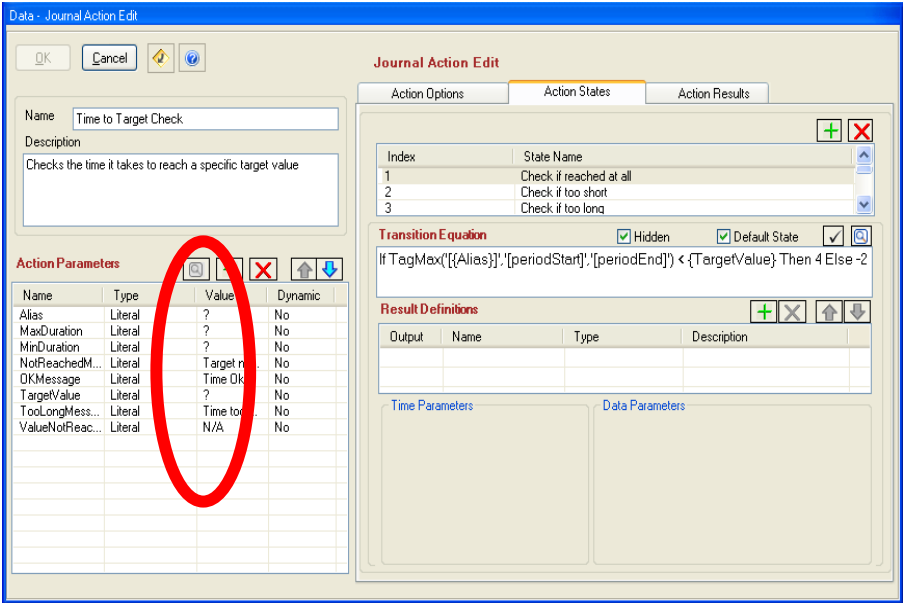 Data - Journal Action Edit
OK Cancel
Journal Action Edit
Action Options Action States Action Results
Name Time to Target Check
Description
Checks the time it takes to reach a specific target value
Index State Name
1 Check if reached at all
2 Check if too short
3 Check if too long
Transition Equation Hidden Default State
If TagMax('[{Alias}]','[periodStart]','[periodEnd]') < {TargetValue} Then 4 Else -2
Action Parameters
Name Type Value Dynamic
Alias Literal ? No
MaxDuration Literal ? No
MinDuration Literal ? No
NotReachedM... Literal Target n... No
OKMessage Literal Time Ok No
TargetValue Literal ? No
TooLongMess... Literal Time too... No
ValueNotReac... Literal N/A No
Result Definitions
Output Name Type Description
Time Parameters Data Parameters